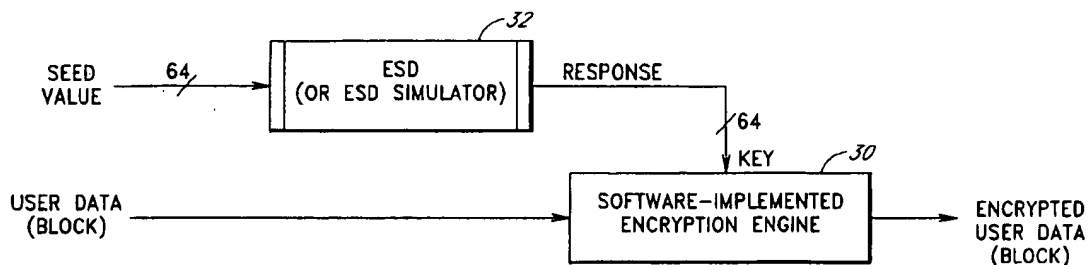 32
SEED
VALUE
64
ESD
(OR ESD SIMULATOR)
RESPONSE
64
KEY
30
USER DATA
(BLOCK)
SOFTWARE-IMPLEMENTED
ENCRYPTION ENGINE
ENCRYPTED
USER DATA
(BLOCK)